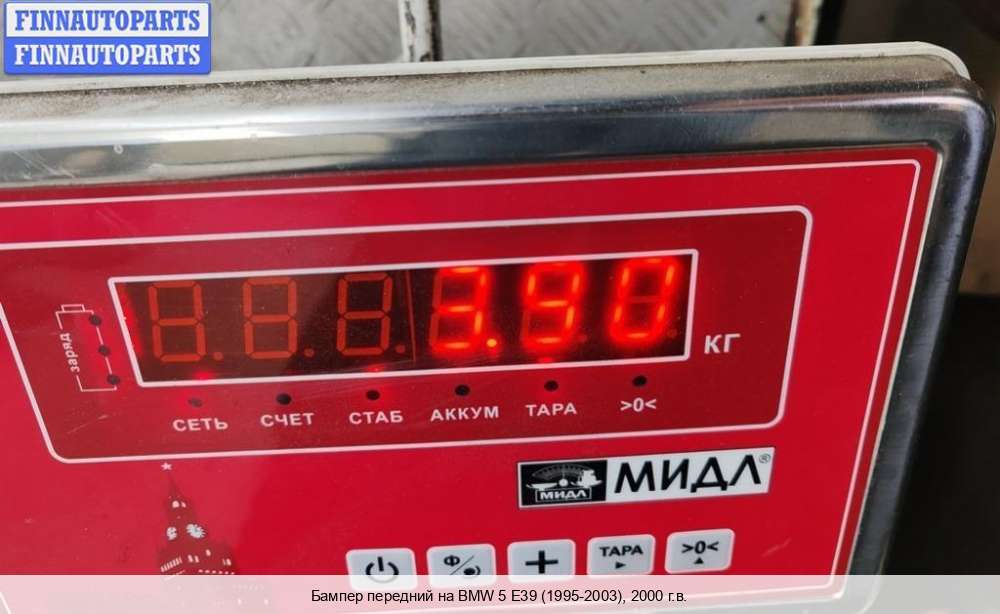 FINNAUTOPARTS
FINNAUTOPARTS
3.90
КГ
заряд
СЕТЬ СЧЕТ СТАБ АККУМ ТАРА >0<
МИДЛ МИДЛ®
Ф ТАРА >0<
Бампер передний на BMW 5 E39 (1995-2003), 2000 г.в.